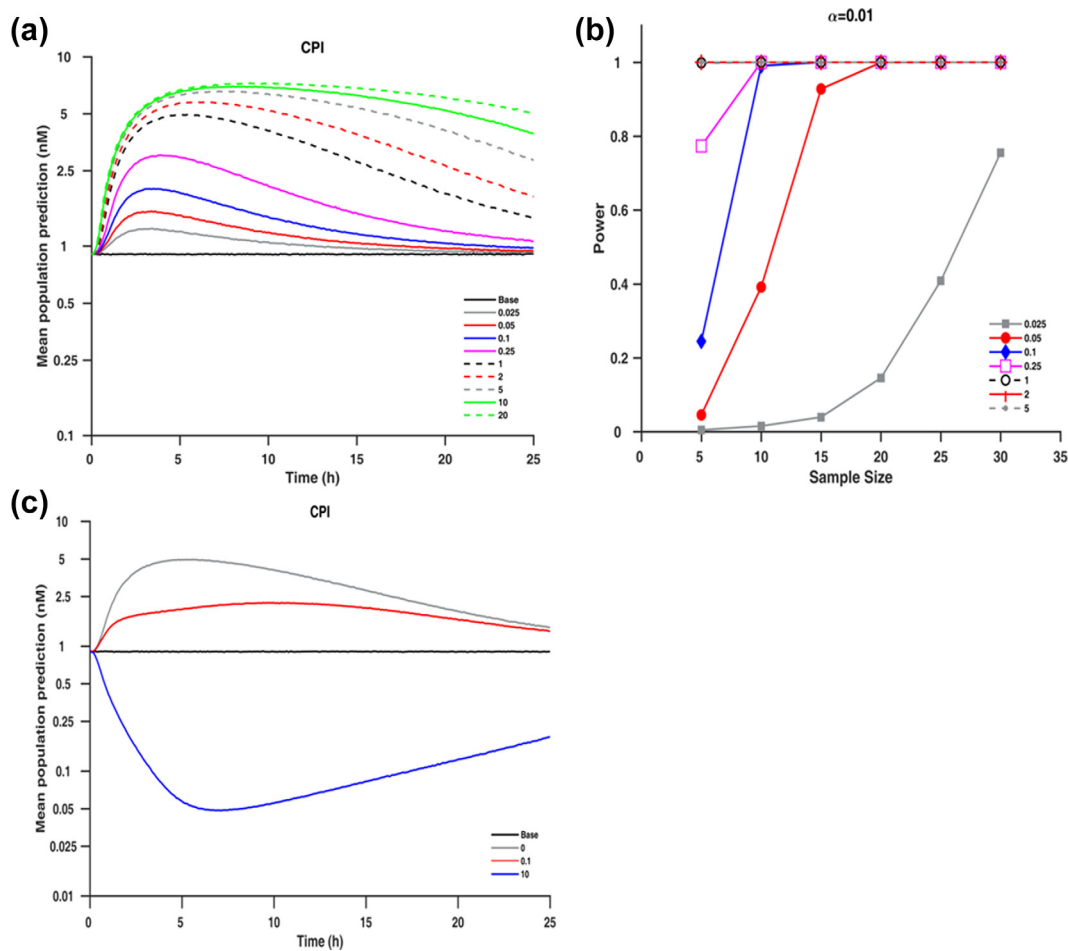 (a)
CPI
Mean population prediction (nM)
10
5
2.5
1
0.5
0.25
0.1
0 5 10 15 20 25
Time (h)
Base
0.025
0.05
0.1
0.25
1
2
5
10
20
(b)
α=0.01
Power
1
0.8
0.6
0.4
0.2
0
0 5 10 15 20 25 30 35
Sample Size
0.025
0.05
0.1
0.25
1
2
5
(c)
CPI
Mean population prediction (nM)
10
5
2.5
1
0.5
0.25
0.1
0.05
0.025
0.01
0 5 10 15 20 25
Time (h)
Base
0
0.1
10